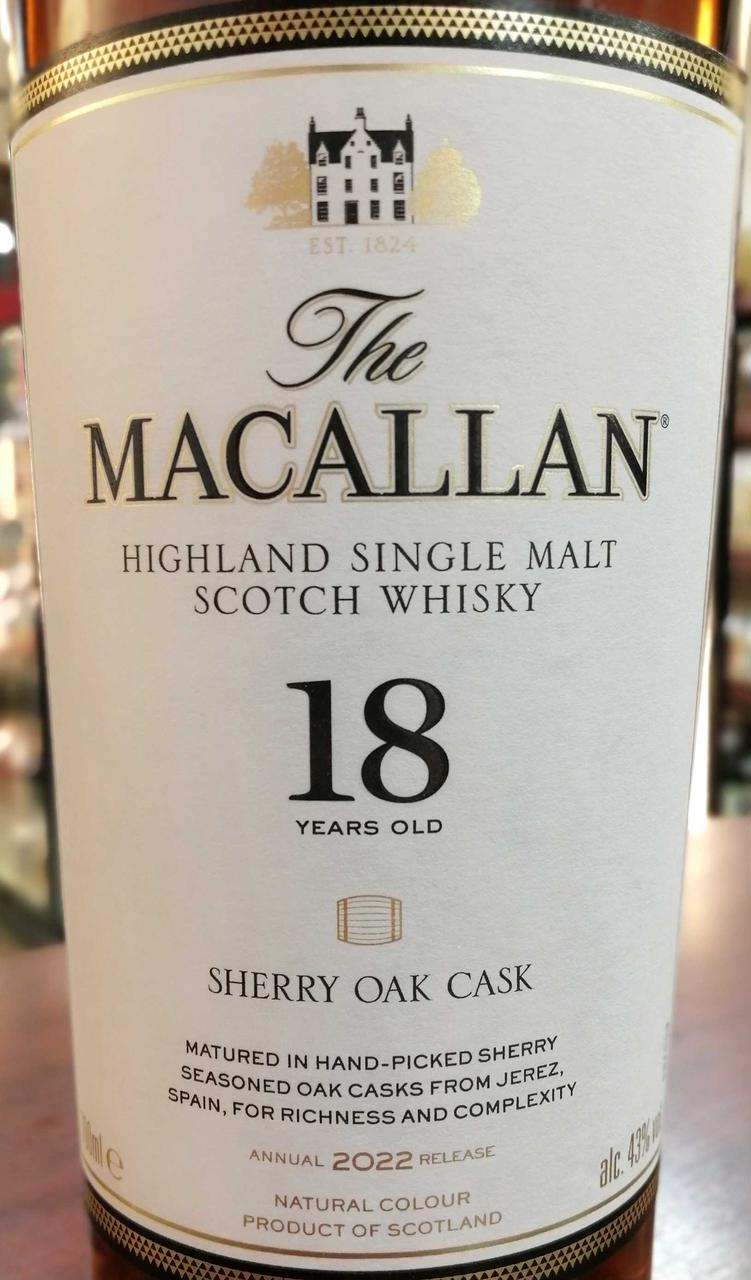 EST. 1824
The
MACALLAN®
HIGHLAND SINGLE MALT
SCOTCH WHISKY
18
YEARS OLD
SHERRY OAK CASK
MATURED IN HAND-PICKED SHERRY
SEASONED OAK CASKS FROM JEREZ,
SPAIN, FOR RICHNESS AND COMPLEXITY
ANNUAL 2022 RELEASE
alc. 43%
NATURAL COLOUR
PRODUCT OF SCOTLAND